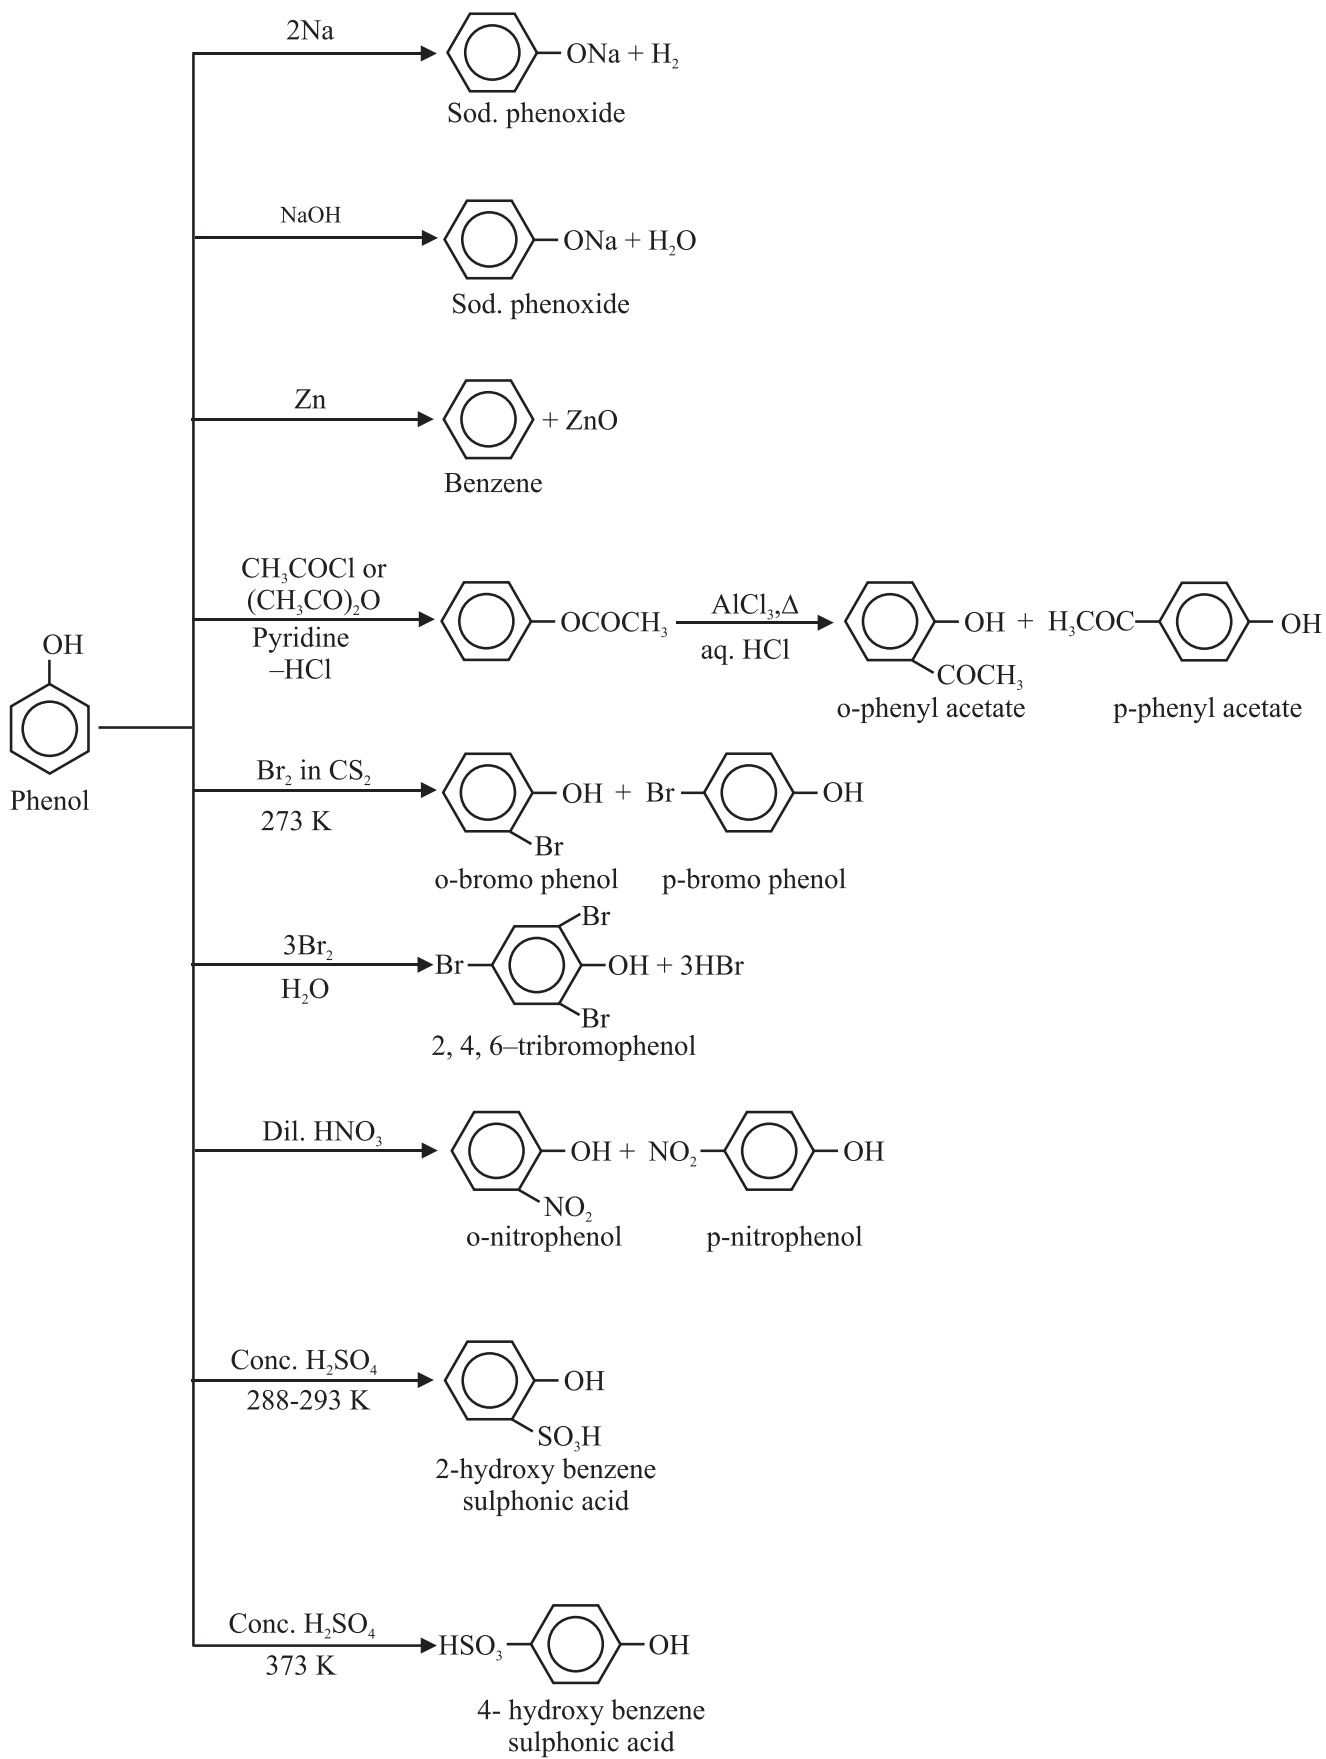 2Na
ONa + H₂
Sod. phenoxide
NaOH
ONa + H₂O
Sod. phenoxide
Zn
+ ZnO
Benzene
CH₃COCl or
(CH₃CO)₂O
Pyridine
–HCl
OCOCH₃
AlCl₃,Δ
aq. HCl
OH + H₃COC OH
COCH₃
o-phenyl acetate p-phenyl acetate
OH
Phenol
Br₂ in CS₂
273 K
OH + Br OH
Br
o-bromo phenol p-bromo phenol
3Br₂
H₂O
Br
Br OH + 3HBr
Br
2, 4, 6–tribromophenol
Dil. HNO₃
OH + NO₂ OH
NO₂
o-nitrophenol p-nitrophenol
Conc. H₂SO₄
288-293 K
OH
SO₃H
2-hydroxy benzene
sulphonic acid
Conc. H₂SO₄
373 K
HSO₃ OH
4- hydroxy benzene
sulphonic acid